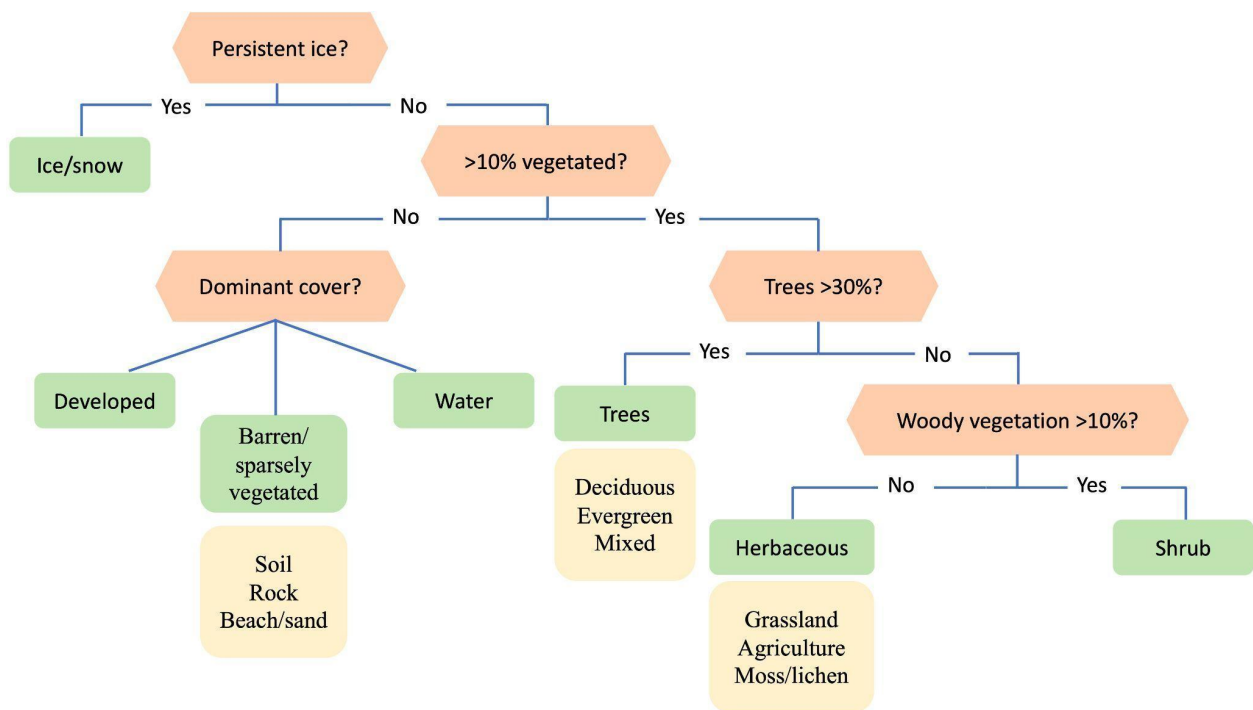 Persistent ice?
Yes
No
Ice/snow
>10% vegetated?
No
Yes
Dominant cover?
Trees >30%?
Yes
No
Developed
Water
Trees
Woody vegetation >10%?
Barren/
sparsely
vegetated
Deciduous
Evergreen
Mixed
No
Yes
Herbaceous
Shrub
Soil
Rock
Beach/sand
Grassland
Agriculture
Moss/lichen